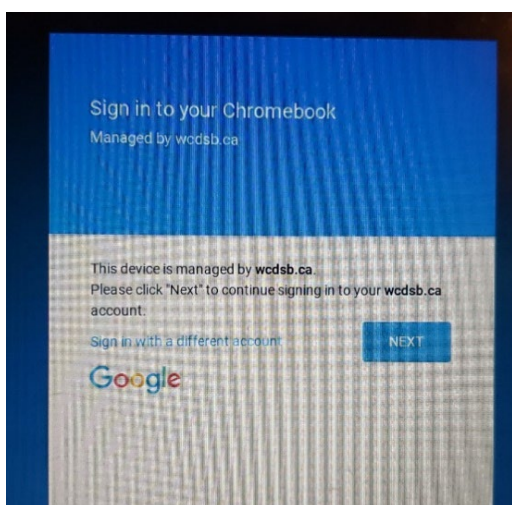 Sign in to your Chromebook
Managed by wcdsb.ca
This device is managed by wcdsb.ca.
Please click "Next" to continue signing in to your wcdsb.ca
account.
Sign in with a different account
NEXT
Google